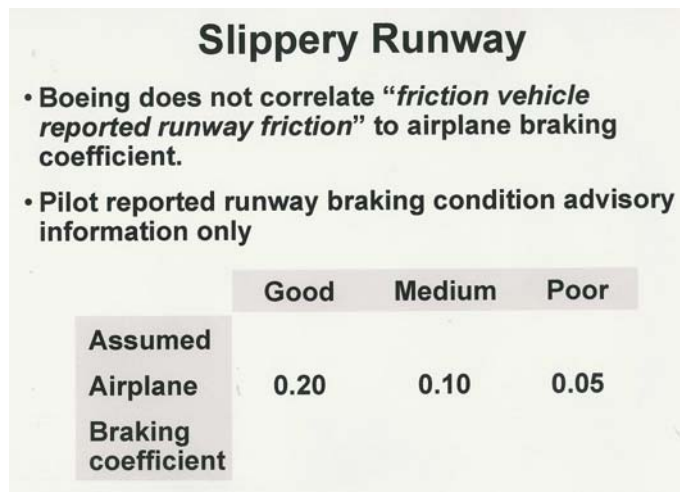 Slippery Runway
• Boeing does not correlate “friction vehicle
reported runway friction” to airplane braking
coefficient.
• Pilot reported runway braking condition advisory
information only
Good Medium Poor
Assumed
Airplane 0.20 0.10 0.05
Braking
coefficient